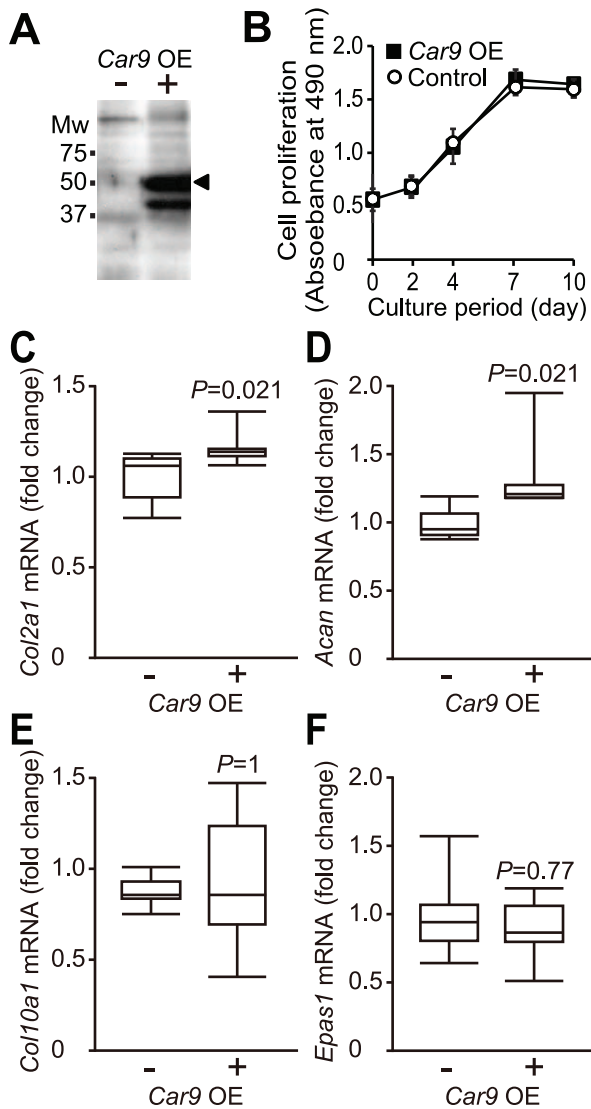 A
Car9 OE
- +
Mw
75
50
37
B
Cell proliferation
(Absoebance at 490 nm)
2.0
1.5
1.0
0.5
0
Car9 OE
Control
0 2 4 7 10
Culture period (day)
C
Col2a1 mRNA (fold change)
1.5
1.0
0.5
0
P=0.021
- +
Car9 OE
D
Acan mRNA (fold change)
2.0
1.5
1.0
0.5
0
P=0.021
- +
Car9 OE
E
Col10a1 mRNA (fold change)
1.5
1.0
0.5
0
P=1
- +
Car9 OE
F
Epas1 mRNA (fold change)
2.0
1.5
1.0
0.5
0
P=0.77
- +
Car9 OE